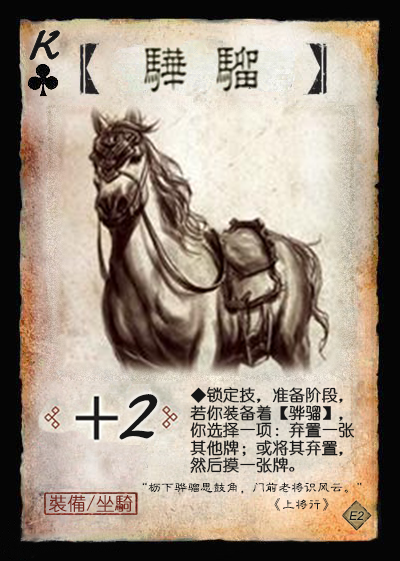 K
【驊騮】
+2
◆锁定技，准备阶段，
若你装备着【骅骝】，
你选择一项：弃置一张
其他牌；或将其弃置，
然后摸一张牌。
“枥下骅骝思鼓角，门前老将识风云。”
《上将行》
裝備/坐騎
E2